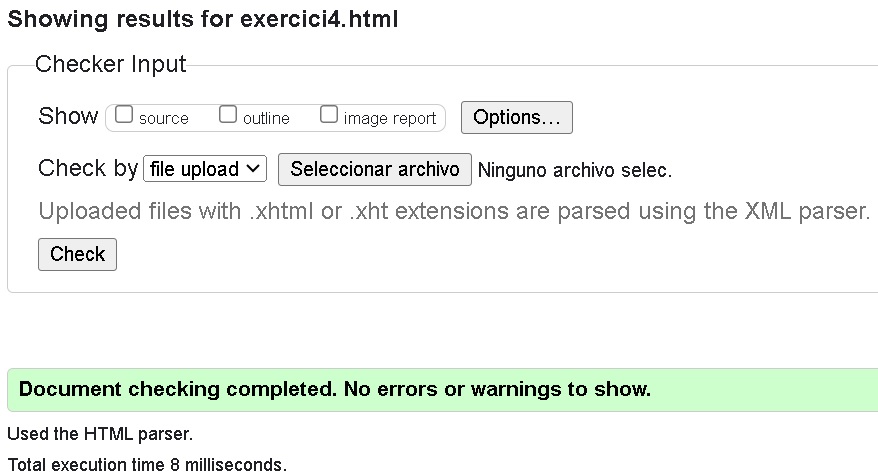 Showing results for exercici4.html
Checker Input
Show source outline image report Options...
Check by file upload Seleccionar archivo Ninguno archivo selec.
Uploaded files with .xhtml or .xht extensions are parsed using the XML parser.
Check
Document checking completed. No errors or warnings to show.
Used the HTML parser.
Total execution time 8 milliseconds.